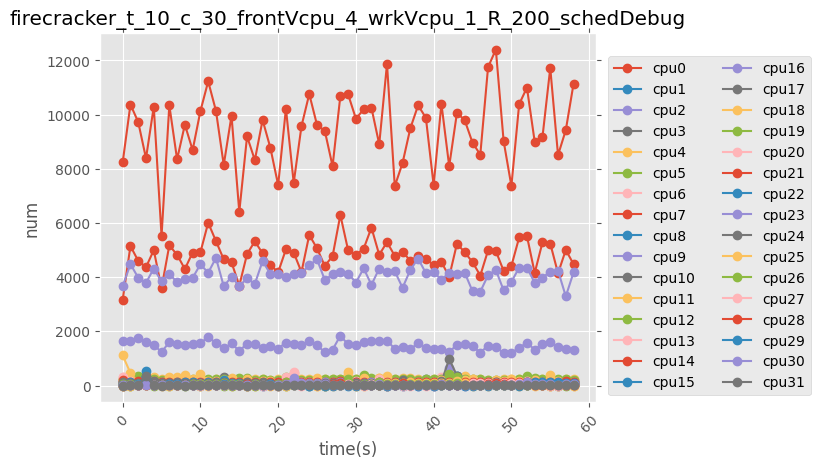 firecracker_t_10_c_30_frontVcpu_4_wrkVcpu_1_R_200_schedDebug
12000
10000
8000
6000
4000
2000
0
num
0
10
20
30
40
50
60
time(s)
cpu0
cpu1
cpu2
cpu3
cpu4
cpu5
cpu6
cpu7
cpu8
cpu9
cpu10
cpu11
cpu12
cpu13
cpu14
cpu15
cpu16
cpu17
cpu18
cpu19
cpu20
cpu21
cpu22
cpu23
cpu24
cpu25
cpu26
cpu27
cpu28
cpu29
cpu30
cpu31